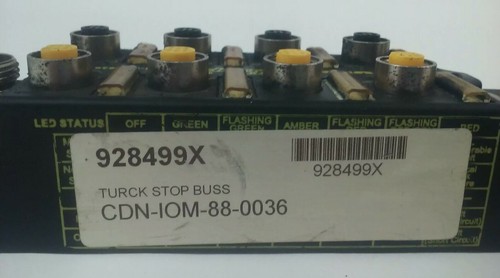 LED STATUS OFF GREEN FLASHING GREEN AMBER FLASHING FLASHING RED
928499X
928499X
TURCK STOP BUSS
CDN-IOM-88-0036